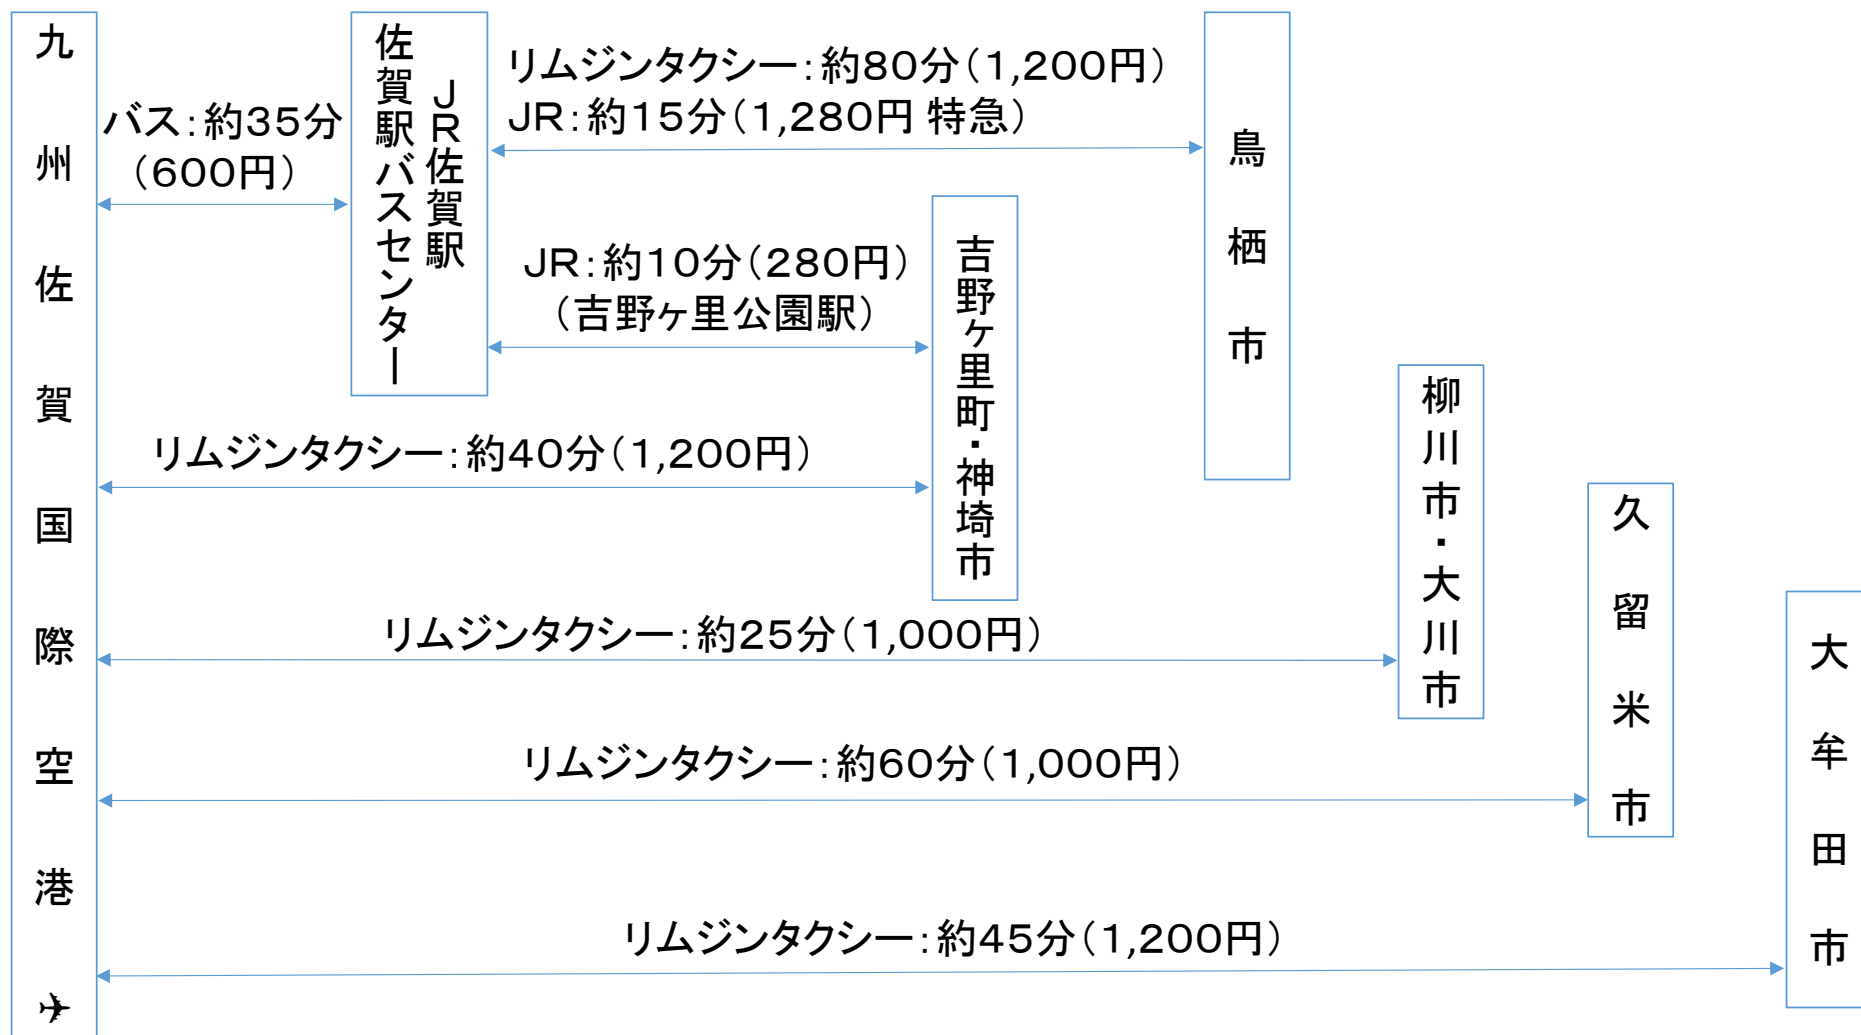 九州佐賀国際空港✈
バス：約35分
（600円）
JR佐賀駅
佐賀駅バスセンター
リムジンタクシー：約80分（1,200円）
JR：約15分（1,280円 特急）
鳥栖市
JR：約10分（280円）
（吉野ヶ里公園駅）
吉野ヶ里町・神埼市
リムジンタクシー：約40分（1,200円）
リムジンタクシー：約25分（1,000円）
柳川市・大川市
リムジンタクシー：約60分（1,000円）
久留米市
リムジンタクシー：約45分（1,200円）
大牟田市